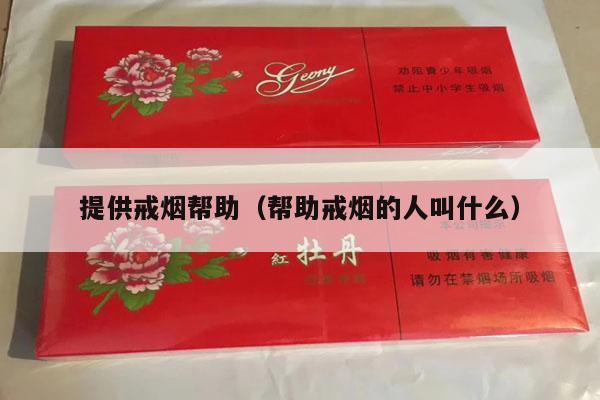 Geony
劝阻青少年吸烟
禁止中小学生吸烟
提供戒烟帮助（帮助戒烟的人叫什么）
本公司提示
紅 牡丹
吸烟有害健康
请勿在禁烟场所吸烟